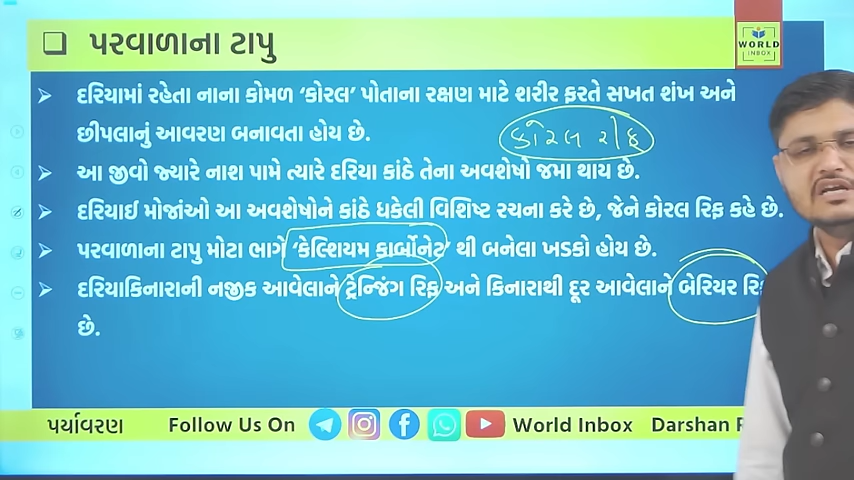 ❑ પરવાળાના ટાપુ
WORLD
INBOX
➤ દરિયામાં રહેતા નાના કોમળ ‘કોરલ’ પોતાના રક્ષણ માટે શરીર ફરતે સખત શંખ અને
છીપલાનું આવરણ બનાવતા હોય છે.
કોરલ રીફ
➤ આ જીવો જ્યારે નાશ પામે ત્યારે દરિયા કાંઠે તેના અવશેષો જમા થાય છે.
➤ દરિયાઈ મોજાંઓ આ અવશેષોને કાંઠે ધકેલી વિશિષ્ટ રચના કરે છે, જેને કોરલ રિફ કહે છે.
➤ પરવાળાના ટાપુ મોટા ભાગે ‘કેલ્શિયમ કાર્બોનેટ’ થી બનેલા ખડકો હોય છે.
➤ દરિયાકિનારાની નજીક આવેલાને ફ્રેન્જિંગ રિફ અને કિનારાથી દૂર આવેલાને બેરિયર
છે.
પર્યાવરણ Follow Us On World Inbox Darshan